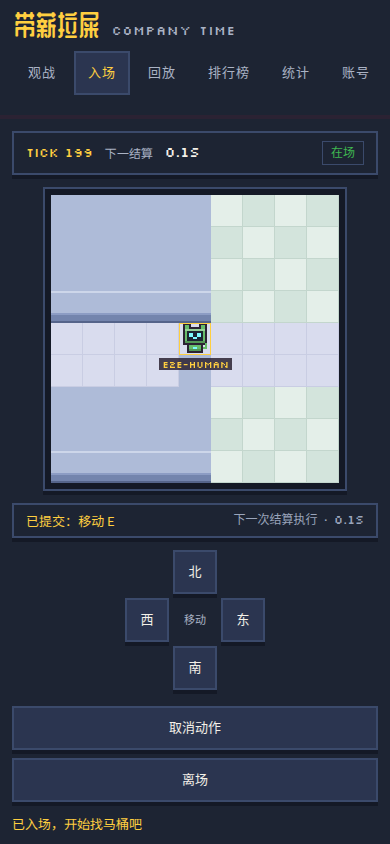 带薪拉屎 COMPANY TIME
观战 入场 回放 排行榜 统计 账号
TICK 199 下一结算 0.1S 在场
EZE-HUMAN
已提交：移动 E 下一次结算执行 · 0.1S
北
西 移动 东
南
取消动作
离场
已入场，开始找马桶吧